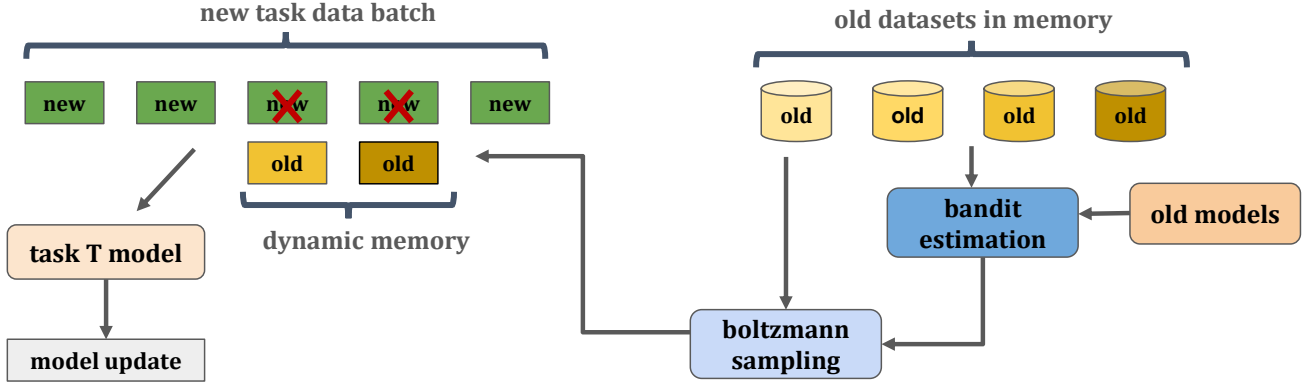 new task data batch
old datasets in memory
new
new
new
new
new
old
old
old
old
old
old
dynamic memory
bandit
estimation
old models
task T model
boltzmann
sampling
model update